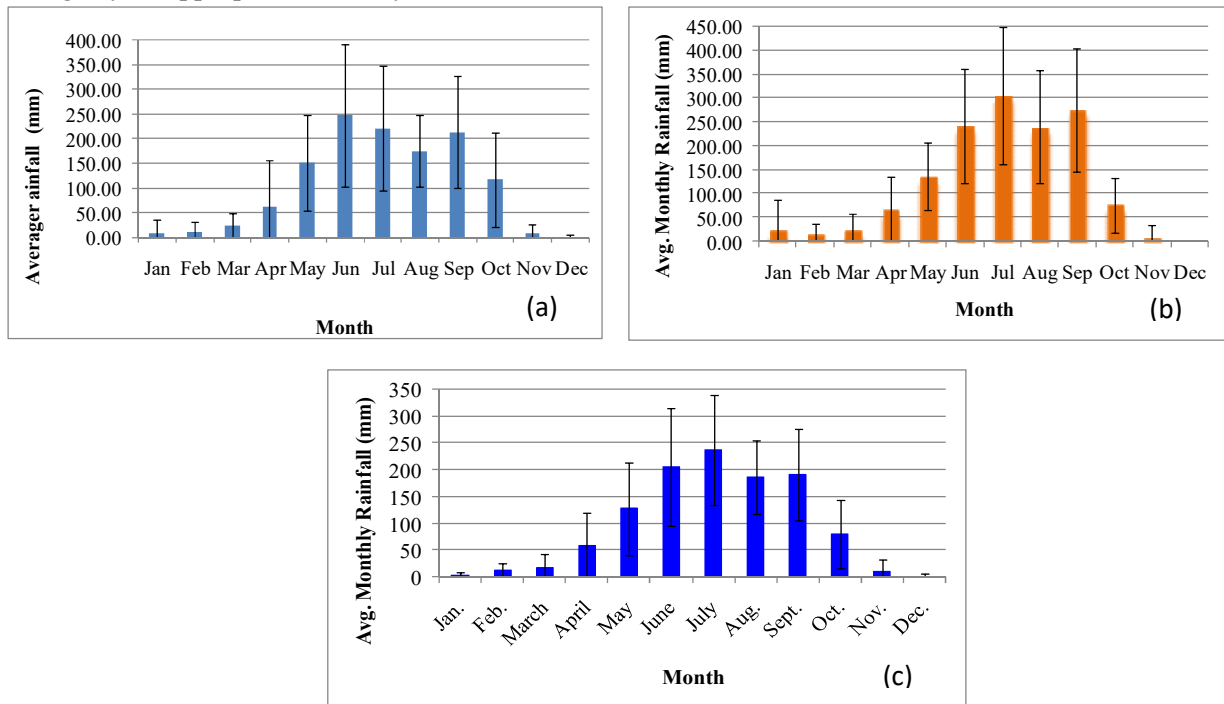 Averager ainfall (mm)
400.00
350.00
300.00
250.00
200.00
150.00
100.00
50.00
0.00
Jan Feb Mar Apr May Jun Jul Aug Sep Oct Nov Dec
Month
(a)
Avg. Monthly Rainfall (mm)
450.00
400.00
350.00
300.00
250.00
200.00
150.00
100.00
50.00
0.00
Jan Feb Mar Apr May Jun Jul Aug Sep Oct Nov Dec
Month
(b)
Avg. Monthly Rainfall (mm)
350
300
250
200
150
100
50
0
Jan. Feb. March April May June July Aug. Sept. Oct. Nov. Dec.
Month
(c)